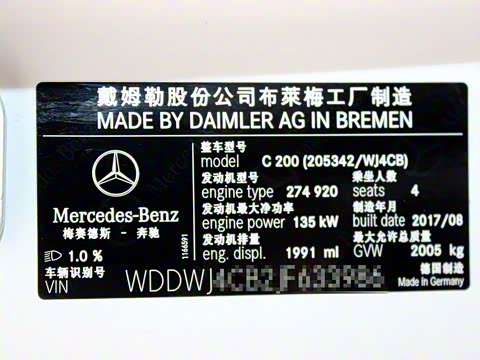 戴姆勒股份公司布萊梅工厂制造
MADE BY DAIMLER AG IN BREMEN
整车型号
model C 200 (205342/WJ4CB)
发动机型号 乘坐人数
engine type 274 920 seats 4
发动机最大净功率 制造年月
engine power 135 kW built date 2017/08
发动机排量 最大允许总质量
eng. displ. 1991 ml GVW 2005 kg
Mercedes-Benz
梅赛德斯 - 奔驰
1166591
1.0 %
车辆识别号 德国制造
VIN WDDWJ Made in Germany